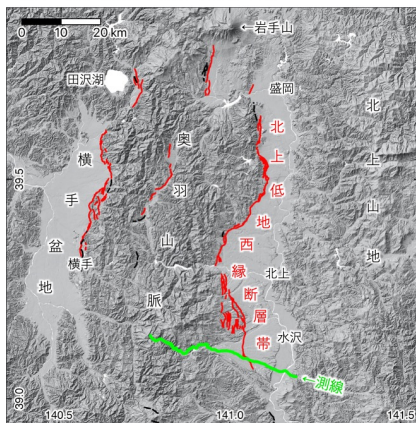 0 10 20 km
←岩手山
田沢湖
盛岡
北上低地西縁断層帯
奥羽山脈
北上山地
横手盆地
横手
北上
水沢
←測線
39.5
39.0
140.5
141.0
141.5